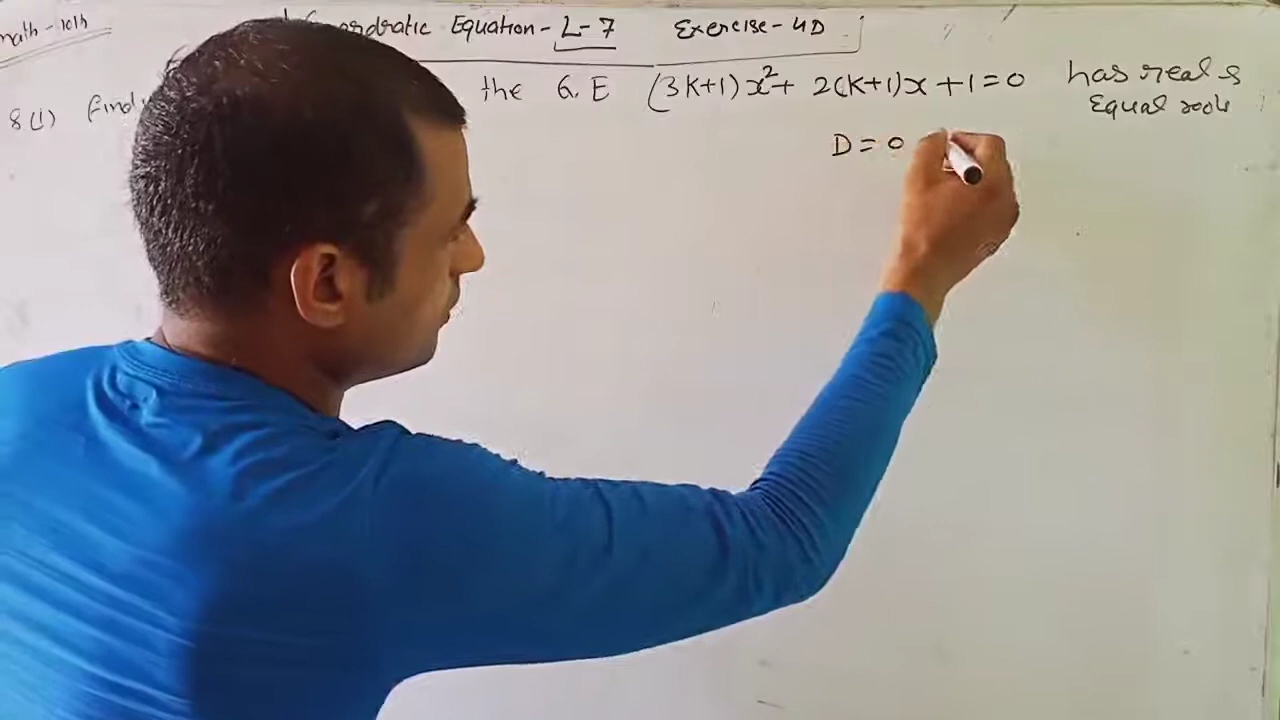 math-10th
Quadratic Equation - L-7 Exercise-4D
8(1) Find the Q.E (3K+1)x²+ 2(K+1)x +1=0 has real &
Equal roots
D=0